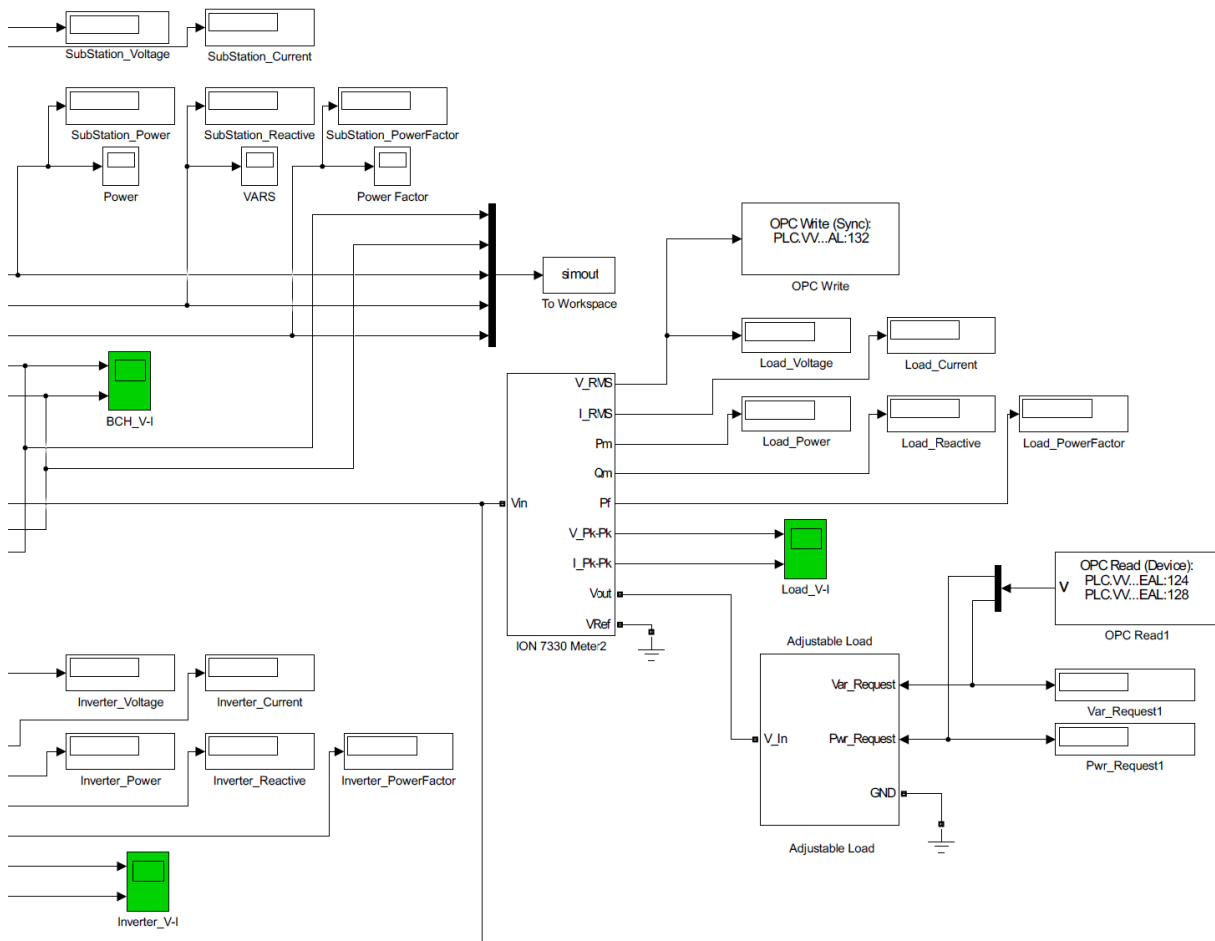 SubStation_Voltage
SubStation_Current
SubStation_Power
SubStation_Reactive
SubStation_PowerFactor
Power
VARS
Power Factor
simout
To Workspace
OPC Write (Sync):
PLC.VV...AL:132
OPC Write
Load_Voltage
Load_Current
BCH_V-I
V_RMS
I_RMS
Pm
Qm
Pf
V_Pk-Pk
I_Pk-Pk
Vout
VRef
Vin
ION 7330 Meter2
Load_Power
Load_Reactive
Load_PowerFactor
Load_V-I
OPC Read (Device):
PLC.VV...EAL:124
PLC.VV...EAL:128
V
OPC Read1
Adjustable Load
Var_Request
Pwr_Request
V_In
GND
Adjustable Load
Var_Request1
Pwr_Request1
Inverter_Voltage
Inverter_Current
Inverter_Power
Inverter_Reactive
Inverter_PowerFactor
Inverter_V-I